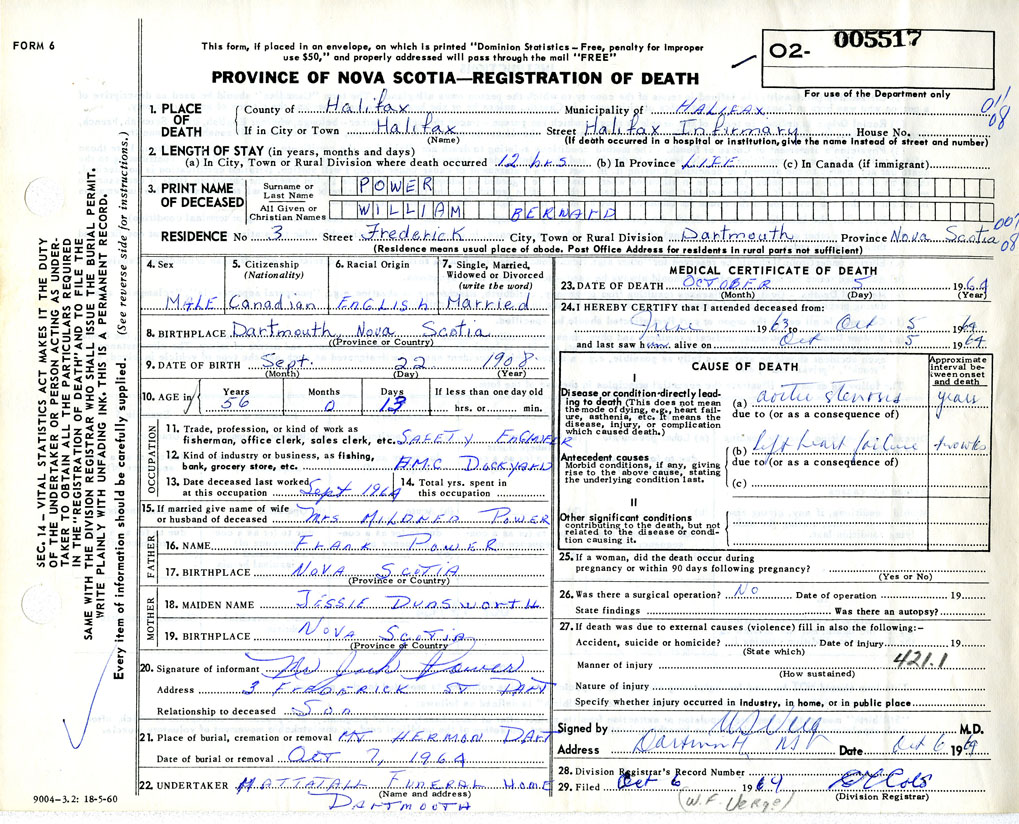 FORM 6
This form, if placed in an envelope, on which is printed "Dominion Statistics – Free, penalty for improper
use $50," and properly addressed will pass through the mail "FREE"
PROVINCE OF NOVA SCOTIA—REGISTRATION OF DEATH
02- 005517
For use of the Department only
011
08
SEC. 14 – VITAL STATISTICS ACT MAKES IT THE DUTY
OF THE UNDERTAKER OR PERSON ACTING AS UNDER-
TAKER TO OBTAIN ALL THE PARTICULARS REQUIRED
IN THE "REGISTRATION OF DEATH" AND TO FILE THE
SAME WITH THE DIVISION REGISTRAR WHO SHALL ISSUE THE BURIAL PERMIT.
WRITE PLAINLY WITH UNFADING INK. THIS IS A PERMANENT RECORD.
Every item of information should be carefully supplied. (See reverse side for instructions.)
1. PLACE OF DEATH
County of Halifax Municipality of HALIFAX
If in City or Town Halifax Street Halifax Infirmary House No.
(Name) (If death occurred in a hospital or institution, give the name instead of street and number)
2. LENGTH OF STAY (in years, months and days)
(a) In City, Town or Rural Division where death occurred 12 hrs. (b) In Province LIFE (c) In Canada (if immigrant)
3. PRINT NAME OF DECEASED
Surname or Last Name POWER
All Given or Christian Names WILLIAM BERNARD
RESIDENCE No 3 Street Frederick City, Town or Rural Division Dartmouth Province Nova Scotia
007
08
(Residence means usual place of abode. Post Office Address for residents in rural parts not sufficient)
4. Sex
MALE
5. Citizenship (Nationality)
Canadian
6. Racial Origin
ENGLISH
7. Single, Married, Widowed or Divorced (write the word)
Married
8. BIRTHPLACE Dartmouth, Nova Scotia
(Province or Country)
9. DATE OF BIRTH Sept. 22 1908
(Month) (Day) (Year)
10. AGE in Years 56 Months 0 Days 13 If less than one day old hrs. or min.
OCCUPATION
11. Trade, profession, or kind of work as
fisherman, office clerk, sales clerk, etc. SAFETY ENGINEER
12. Kind of industry or business, as fishing,
bank, grocery store, etc. H.M.C. DOCKYARD
13. Date deceased last worked at this occupation Sept 1964 14. Total yrs. spent in this occupation
15. If married give name of wife
or husband of deceased MRS MILDRED POWER
FATHER
16. NAME FRANK POWER
17. BIRTHPLACE NOVA SCOTIA
(Province or Country)
MOTHER
18. MAIDEN NAME JESSIE DUNSWORTH
19. BIRTHPLACE NOVA SCOTIA
(Province or Country)
20. Signature of informant Mr Jack Power
Address 3 FREDERICK ST DART
Relationship to deceased Son
21. Place of burial, cremation or removal MT HERMON DART
Date of burial or removal OCT 7, 1964
22. UNDERTAKER MATTATALL FUNERAL HOME
(Name and address)
DARTMOUTH
9004–3.2: 18-5-60
MEDICAL CERTIFICATE OF DEATH
23. DATE OF DEATH OCTOBER 5 1964
(Month) (Day) (Year)
24. I HEREBY CERTIFY that I attended deceased from:
June 1963 to Oct 5 1964
and last saw him alive on Oct 5 1964
CAUSE OF DEATH
Approximate interval between onset and death
I
Disease or condition directly leading to death (This does not mean the mode of dying, e.g., heart failure, asthenia, etc. It means the disease, injury, or complication which caused death.)
(a) aortic stenosis years
due to (or as a consequence of)
(b) left heart failure
due to (or as a consequence of)
(c)
Antecedent causes
Morbid conditions, if any, giving rise to the above cause, stating the underlying condition last.
II
Other significant conditions
contributing to the death, but not related to the disease or condition causing it.
25. If a woman, did the death occur during
pregnancy or within 90 days following pregnancy?
(Yes or No)
26. Was there a surgical operation? No Date of operation 19
State findings Was there an autopsy?
27. If death was due to external causes (violence) fill in also the following:–
Accident, suicide or homicide? Date of injury 19
(State which)
421.1
Manner of injury
(How sustained)
Nature of injury
Specify whether injury occurred in industry, in home, or in public place
Signed by M.D.
Address Dartmouth NS Date Oct 6 1964
28. Division Registrar's Record Number
29. Filed Oct 6 1964
(Division Registrar)
(W.F. Verge)